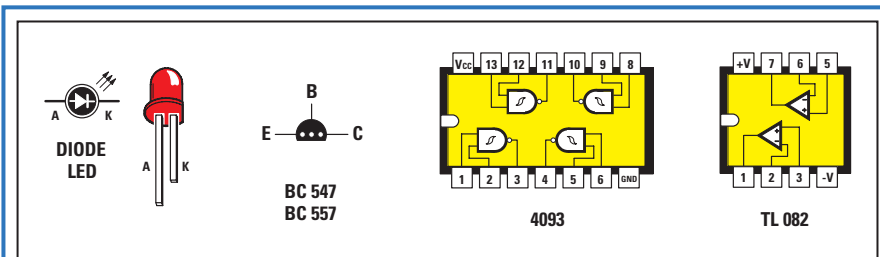 A K
DIODE
LED
A K
B
E C
BC 547
BC 557
Vcc 13 12 11 10 9 8
1 2 3 4 5 6 GND
4093
+V 7 6 5
- +
+ -
1 2 3 -V
TL 082